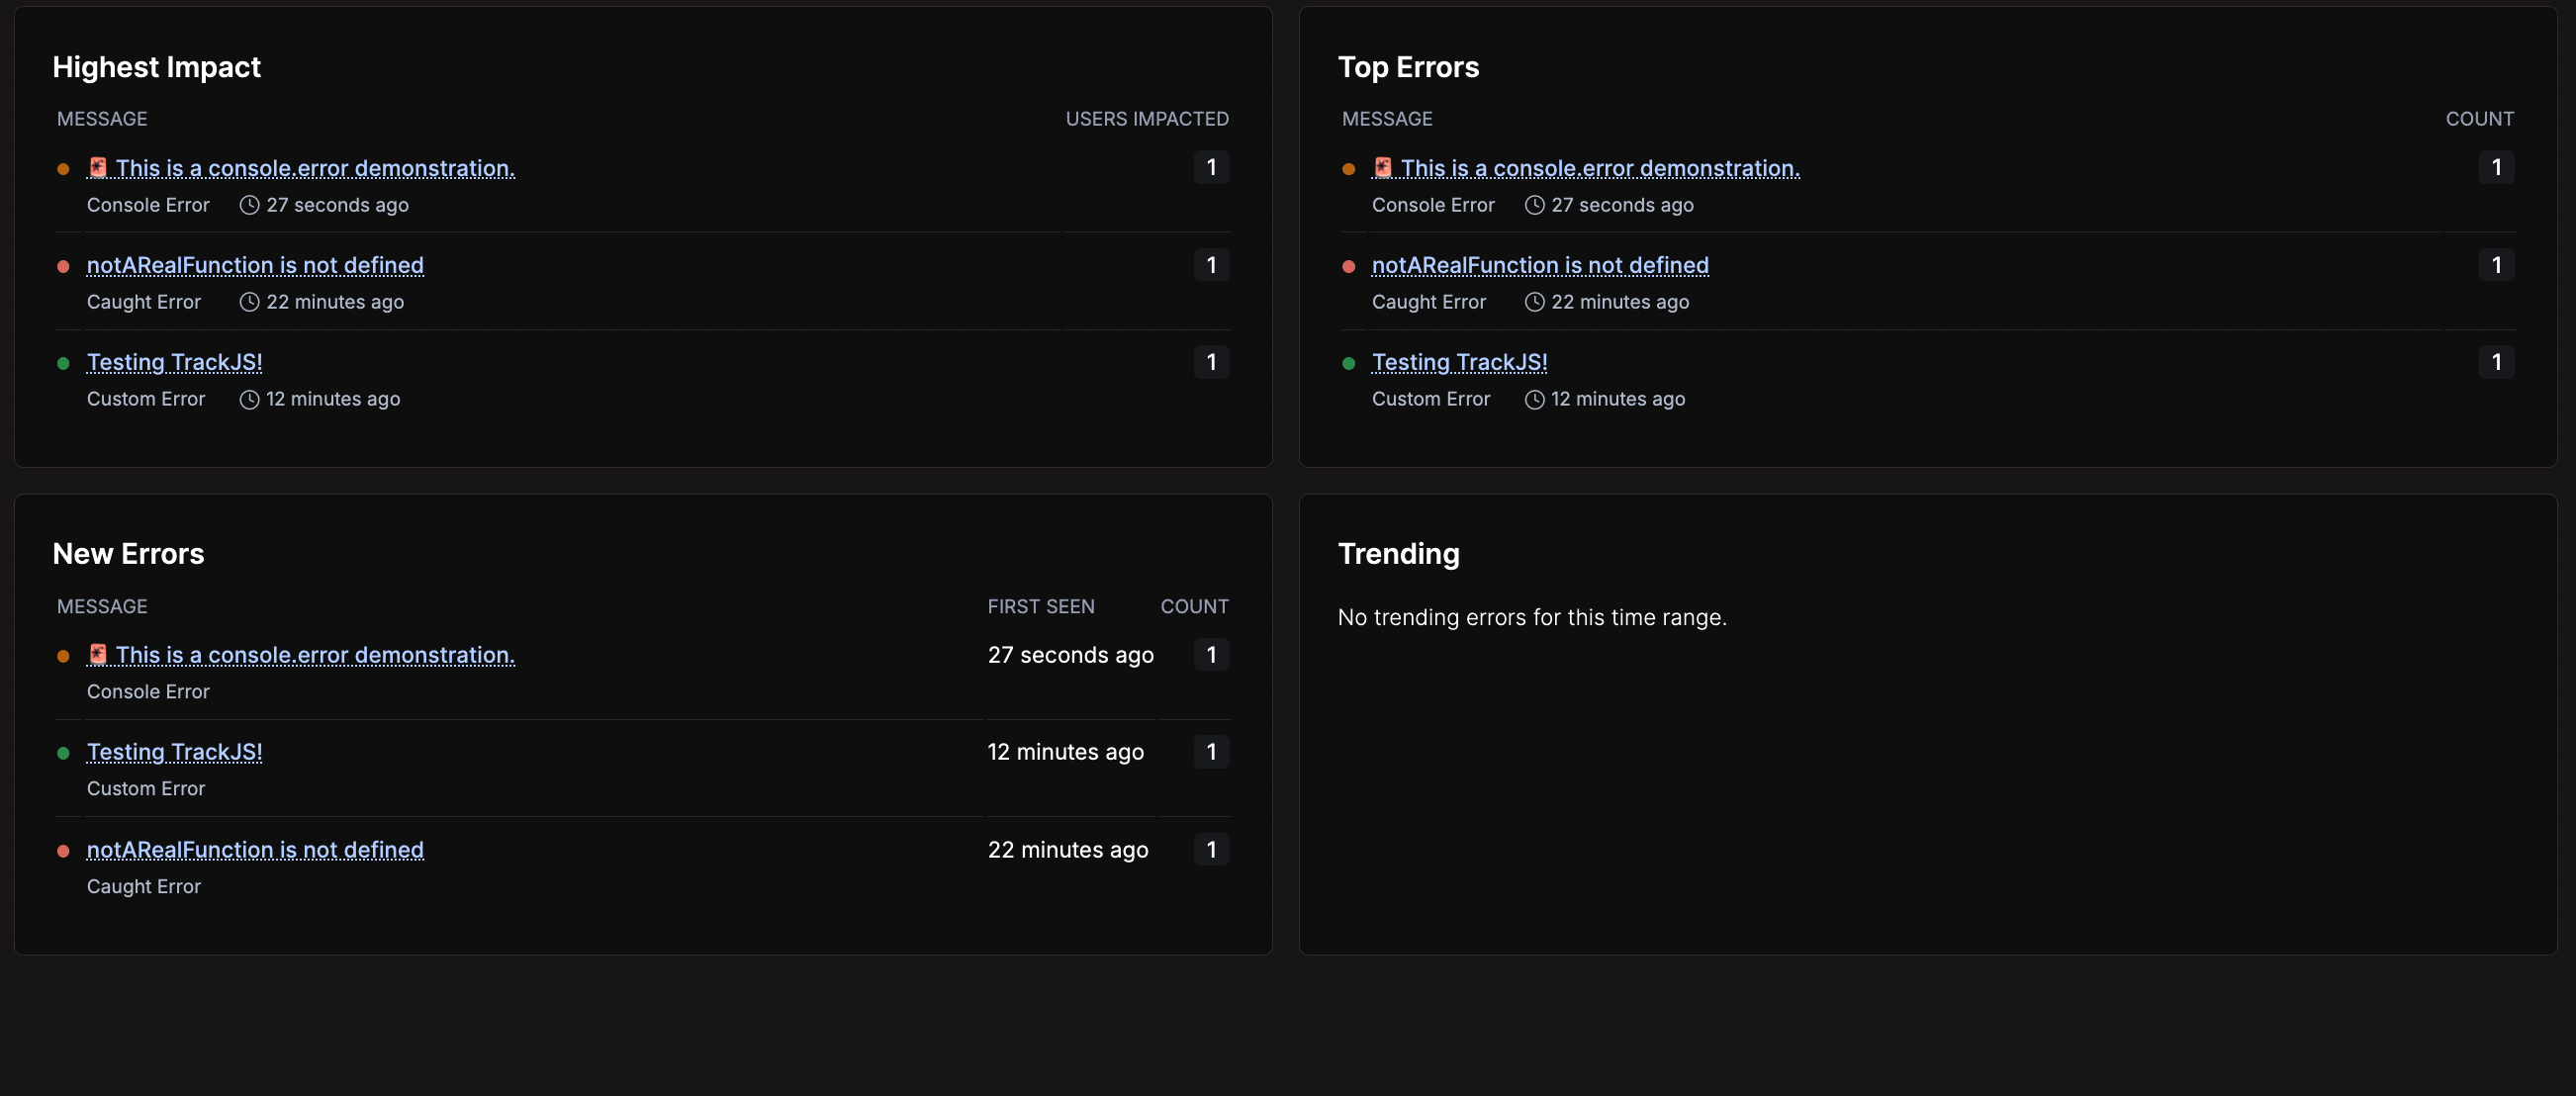 Highest Impact
MESSAGE USERS IMPACTED
🚨 This is a console.error demonstration. 1
Console Error 27 seconds ago
notARealFunction is not defined 1
Caught Error 22 minutes ago
Testing TrackJS! 1
Custom Error 12 minutes ago
Top Errors
MESSAGE COUNT
🚨 This is a console.error demonstration. 1
Console Error 27 seconds ago
notARealFunction is not defined 1
Caught Error 22 minutes ago
Testing TrackJS! 1
Custom Error 12 minutes ago
New Errors
MESSAGE FIRST SEEN COUNT
🚨 This is a console.error demonstration. 27 seconds ago 1
Console Error
Testing TrackJS! 12 minutes ago 1
Custom Error
notARealFunction is not defined 22 minutes ago 1
Caught Error
Trending
No trending errors for this time range.